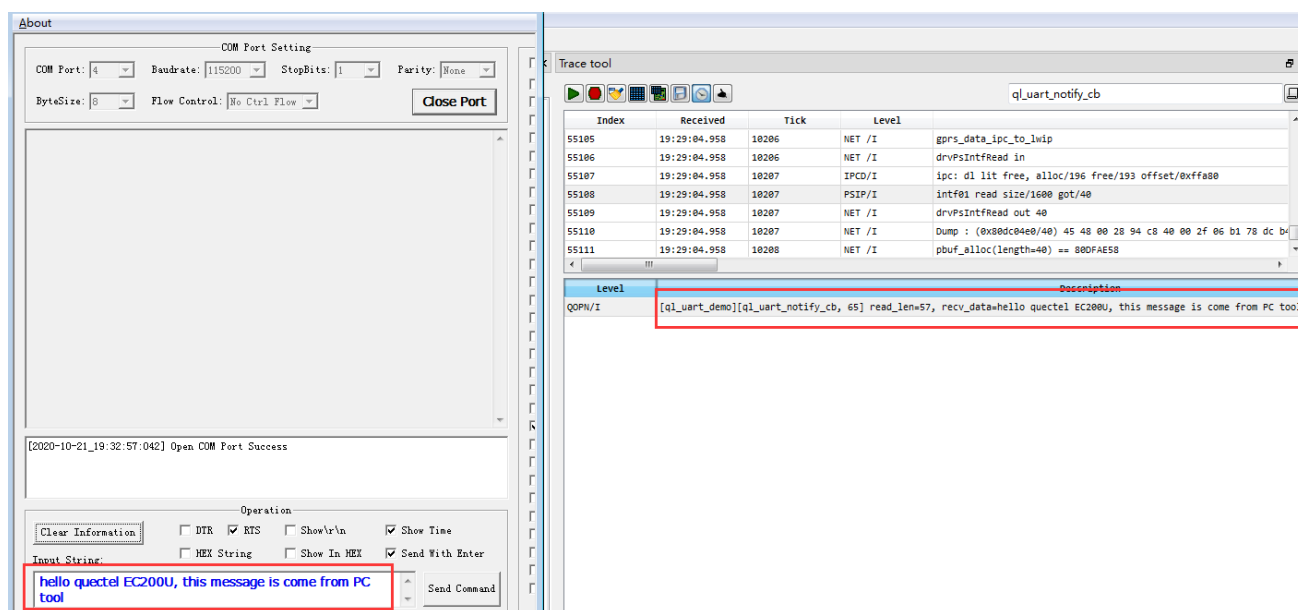 About
COM Port Setting
COM Port: 4 Baudrate: 115200 StopBits: 1 Parity: None
ByteSize: 8 Flow Control: No Ctrl Flow Close Port
[2020-10-21_19:32:57:042] Open COM Port Success
Operation
Clear Information DTR RTS Show\r\n Show Time
HEX String Show In HEX Send With Enter
Input String:
hello quectel EC200U, this message is come from PC
tool
Send Command
Trace tool
ql_uart_notify_cb
Index Received Tick Level
55105 19:29:04.958 10206 NET /I gprs_data_ipc_to_lwip
55106 19:29:04.958 10206 NET /I drvPsIntfRead in
55107 19:29:04.958 10207 IPCD/I ipc: dl lit free, alloc/196 free/193 offset/0xffa80
55108 19:29:04.958 10207 PSIP/I intf01 read size/1600 got/40
55109 19:29:04.958 10207 NET /I drvPsIntfRead out 40
55110 19:29:04.958 10207 NET /I Dump : (0x80dc04e0/40) 45 48 00 28 94 c8 40 00 2f 06 b1 78 dc b4
55111 19:29:04.958 10208 NET /I pbuf_alloc(length=40) == 80DFAE58
Level Description
QOPN/I [ql_uart_demo][ql_uart_notify_cb, 65] read_len=57, recv_data=hello quectel EC200U, this message is come from PC tool